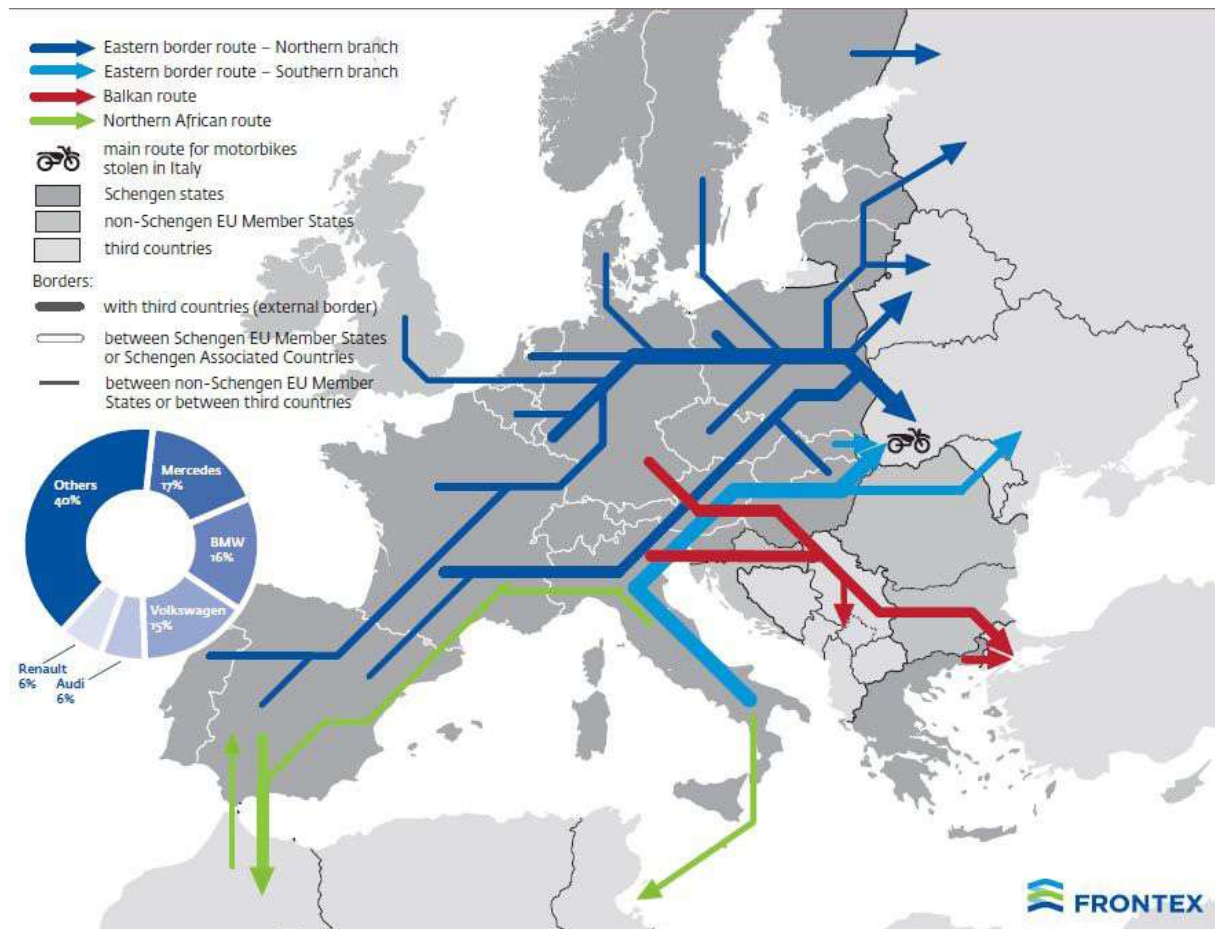 Eastern border route – Northern branch
Eastern border route – Southern branch
Balkan route
Northern African route
main route for motorbikes
stolen in Italy
Schengen states
non-Schengen EU Member States
third countries
Borders:
with third countries (external border)
between Schengen EU Member States
or Schengen Associated Countries
between non-Schengen EU Member
States or between third countries
Others
40%
Mercedes
17%
BMW
16%
Volkswagen
15%
Renault
6%
Audi
6%
FRONTEX